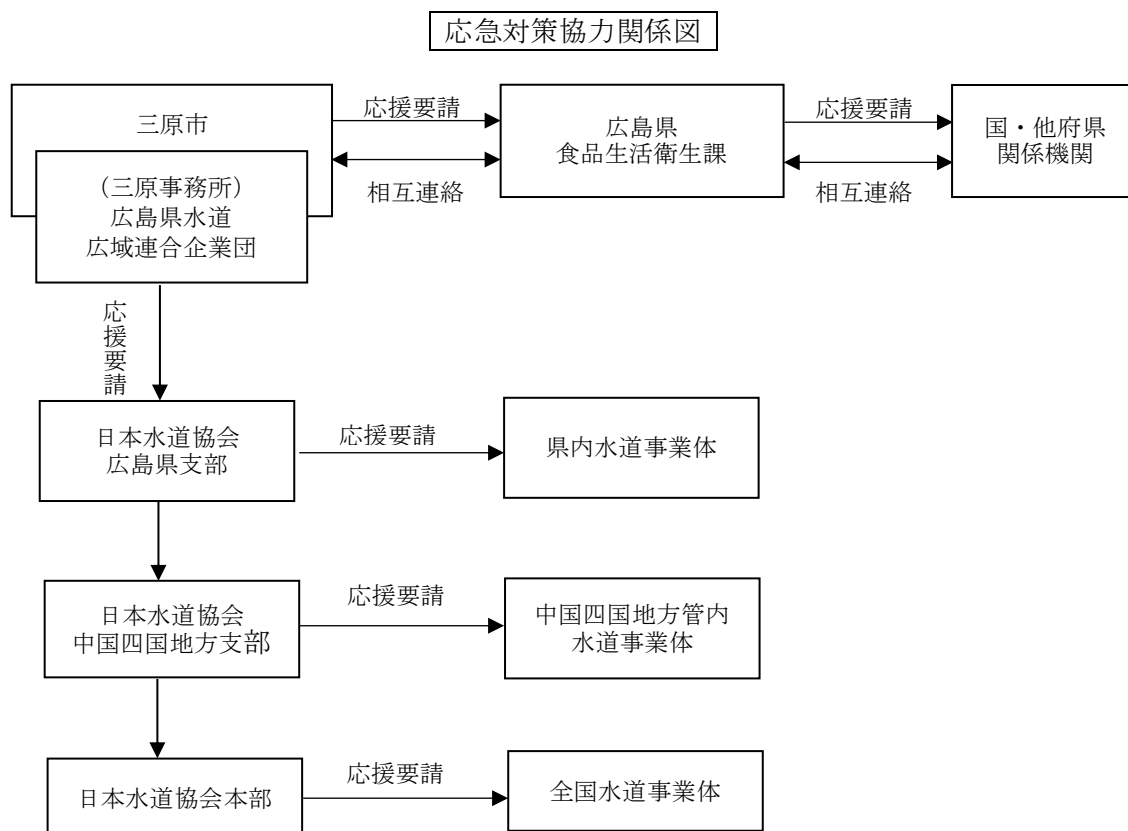 応急対策協力関係図
三原市
応援要請
広島県
食品生活衛生課
応援要請
国・他府県
関係機関
相互連絡
相互連絡
（三原事務所）
広島県水道
広域連合企業団
応援要請
日本水道協会
広島県支部
応援要請
県内水道事業体
日本水道協会
中国四国地方支部
応援要請
中国四国地方管内
水道事業体
日本水道協会本部
応援要請
全国水道事業体